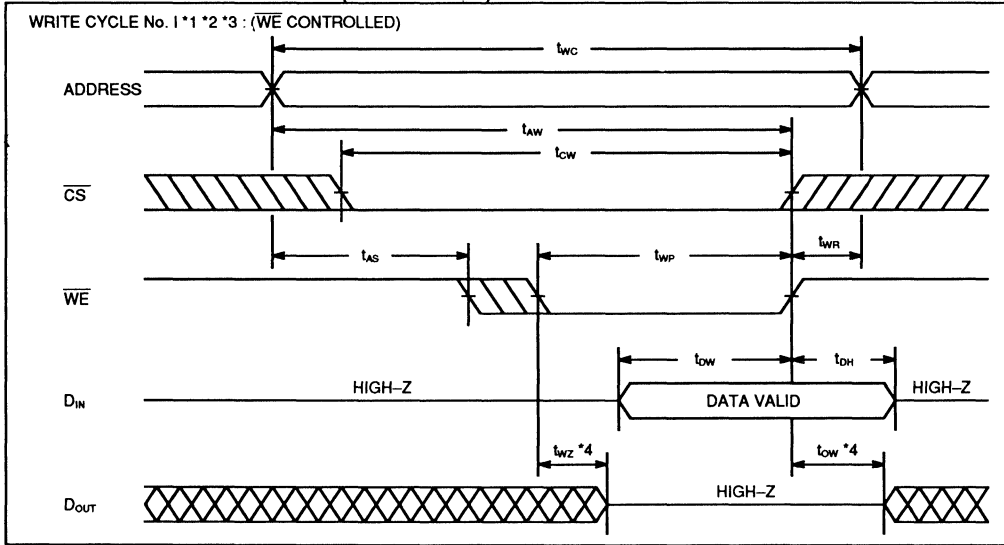 WRITE CYCLE No. I *1 *2 *3 : (WE CONTROLLED)
tWC
ADDRESS
tAW
tCW
CS
tAS
tWP
tWR
WE
tDW
tDH
HIGH–Z
HIGH–Z
DIN
DATA VALID
tWZ *4
tOW *4
HIGH–Z
DOUT